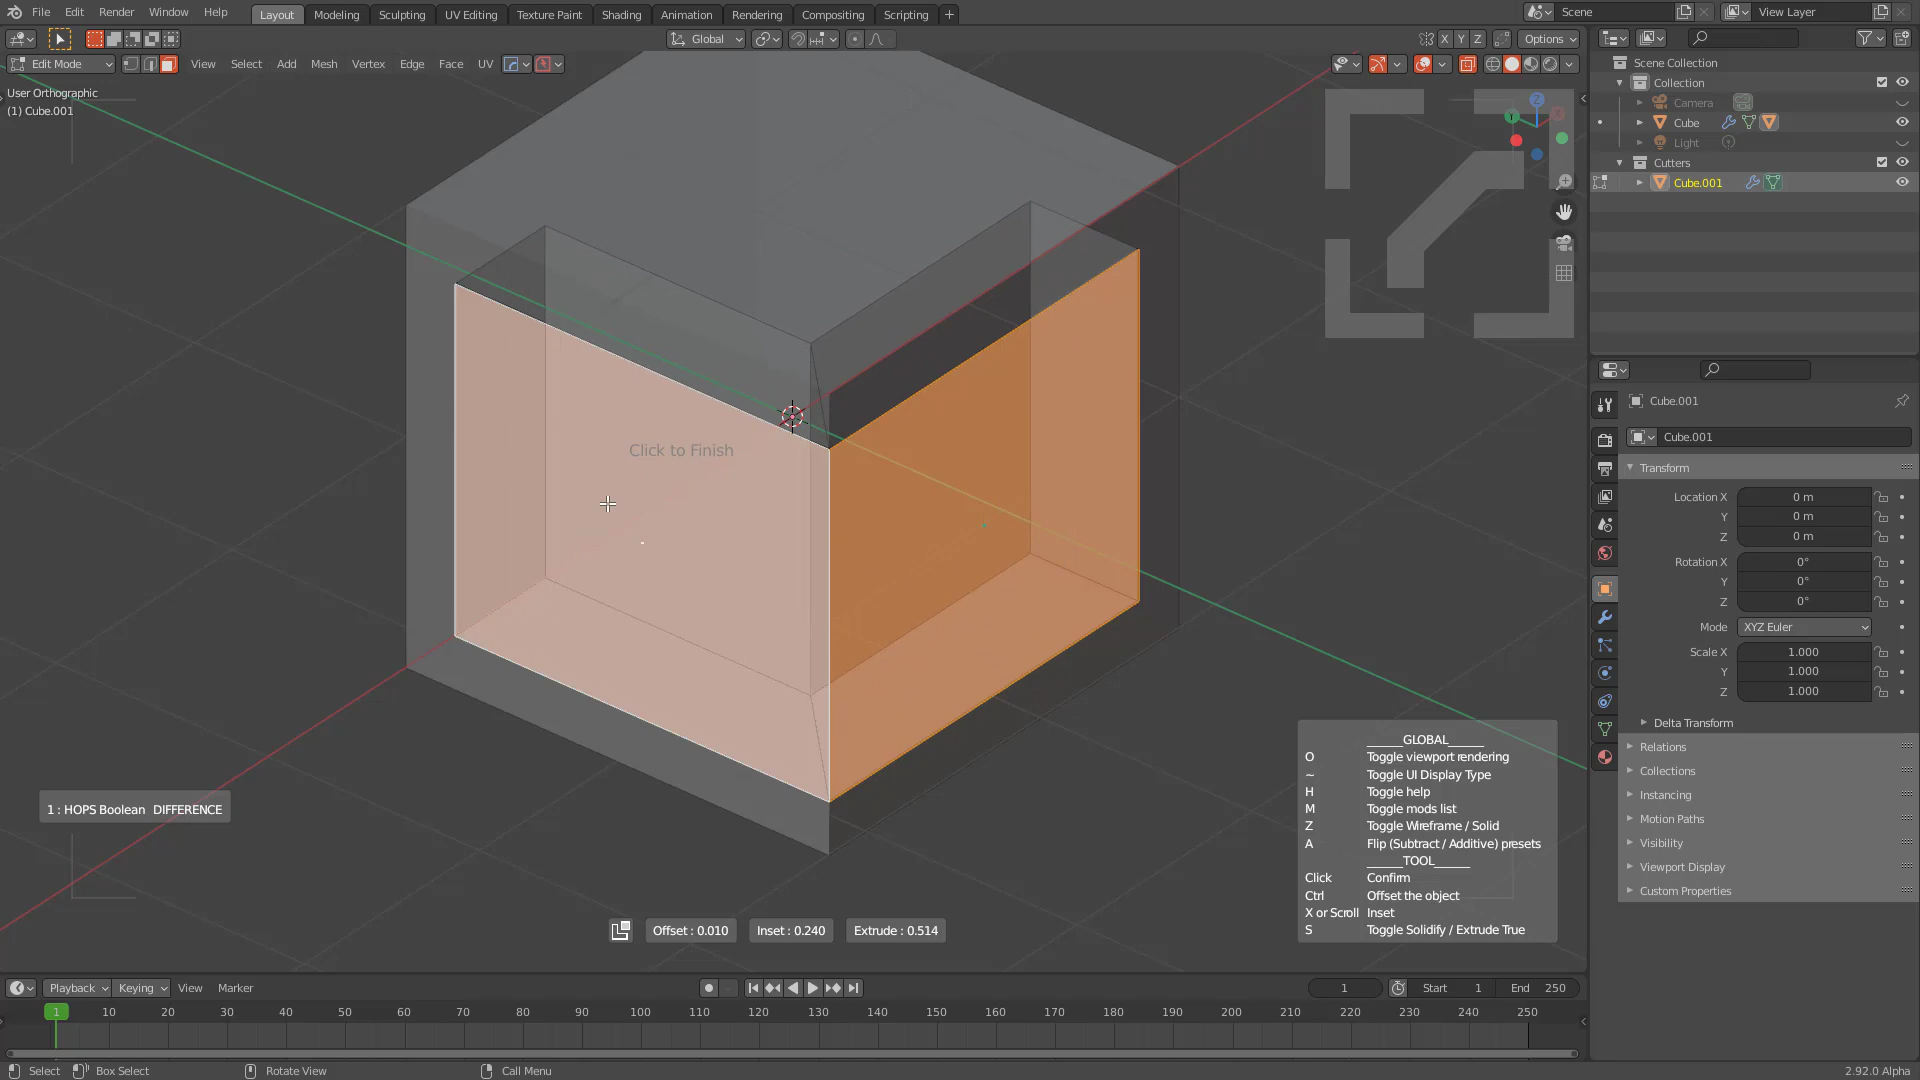 File Edit Render Window Help Layout Modeling Sculpting UV Editing Texture Paint Shading Animation Rendering Compositing Scripting + Scene View Layer
Global X Y Z Options
Edit Mode View Select Add Mesh Vertex Edge Face UV
User Orthographic
(1) Cube.001
Z
Y
Scene Collection
Collection
Camera
Cube
Light
Cutters
Cube.001
Click to Finish
Cube.001
Cube.001
Transform
Location X 0 m
Y 0 m
Z 0 m
Rotation X 0°
Y 0°
Z 0°
Mode XYZ Euler
Scale X 1.000
Y 1.000
Z 1.000
Delta Transform
Relations
Collections
Instancing
Motion Paths
Visibility
Viewport Display
Custom Properties
______GLOBAL______
O Toggle viewport rendering
~ Toggle UI Display Type
H Toggle help
M Toggle mods list
Z Toggle Wireframe / Solid
A Flip (Subtract / Additive) presets
______TOOL______
Click Confirm
Ctrl Offset the object
X or Scroll Inset
S Toggle Solidify / Extrude True
1 : HOPS Boolean DIFFERENCE
Offset : 0.010 Inset : 0.240 Extrude : 0.514
Playback Keying View Marker 1 Start 1 End 250
1 10 20 30 40 50 60 70 80 90 100 110 120 130 140 150 160 170 180 190 200 210 220 230 240 250
Select Box Select Rotate View Call Menu 2.92.0 Alpha